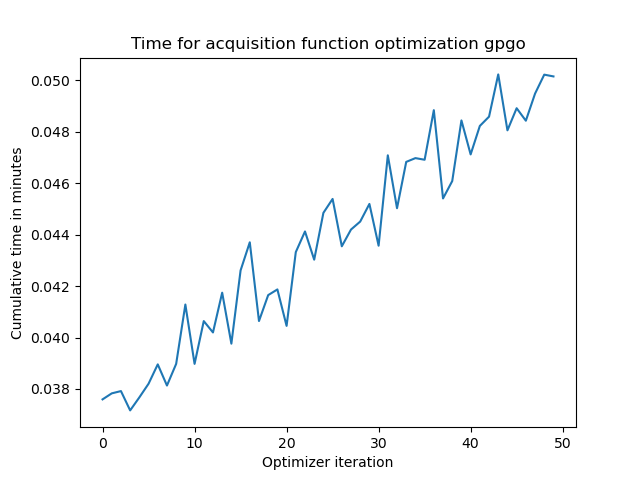 Time for acquisition function optimization gpgo
Cumulative time in minutes
0.050
0.048
0.046
0.044
0.042
0.040
0.038
0 10 20 30 40 50
Optimizer iteration